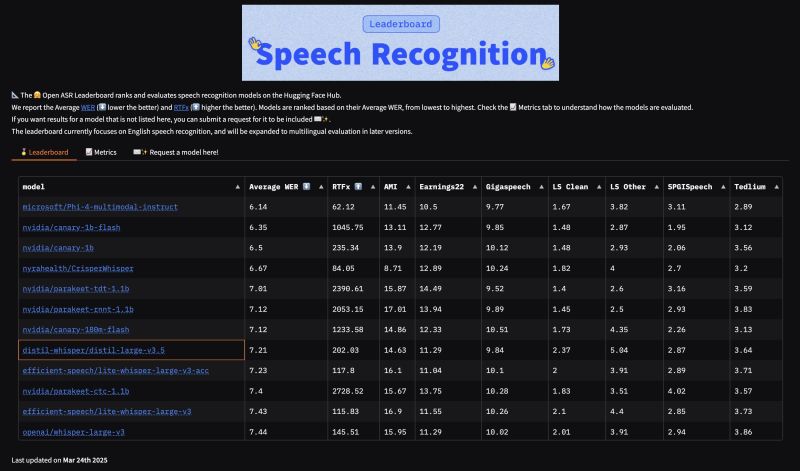 Leaderboard
Speech Recognition
The Open ASR Leaderboard ranks and evaluates speech recognition models on the Hugging Face Hub.
We report the Average WER (⬇️ lower the better) and RTFx (⬆️ higher the better). Models are ranked based on their Average WER, from lowest to highest. Check the 📈 Metrics tab to understand how the models are evaluated.
If you want results for a model that is not listed here, you can submit a request for it to be included ✉️✨.
The leaderboard currently focuses on English speech recognition, and will be expanded to multilingual evaluation in later versions.
🏅 Leaderboard 📈 Metrics ✉️✨ Request a model here!
model Average WER ⬇️ RTFx ⬆️ AMI Earnings22 Gigaspeech LS Clean LS Other SPGISpeech Tedlium
microsoft/Phi-4-multimodal-instruct 6.14 62.12 11.45 10.5 9.77 1.67 3.82 3.11 2.89
nvidia/canary-1b-flash 6.35 1045.75 13.11 12.77 9.85 1.48 2.87 1.95 3.12
nvidia/canary-1b 6.5 235.34 13.9 12.19 10.12 1.48 2.93 2.06 3.56
nyrahealth/CrisperWhisper 6.67 84.05 8.71 12.89 10.24 1.82 4 2.7 3.2
nvidia/parakeet-tdt-1.1b 7.01 2390.61 15.87 14.49 9.52 1.4 2.6 3.16 3.59
nvidia/parakeet-rnnt-1.1b 7.12 2053.15 17.01 13.94 9.89 1.45 2.5 2.93 3.83
nvidia/canary-180m-flash 7.12 1233.58 14.86 12.33 10.51 1.73 4.35 2.26 3.13
distil-whisper/distil-large-v3.5 7.21 202.03 14.63 11.29 9.84 2.37 5.04 2.87 3.64
efficient-speech/lite-whisper-large-v3-acc 7.23 117.8 16.1 11.04 10.1 2 3.91 2.89 3.71
nvidia/parakeet-ctc-1.1b 7.4 2728.52 15.67 13.75 10.28 1.83 3.51 4.02 3.57
efficient-speech/lite-whisper-large-v3 7.43 115.83 16.9 11.55 10.26 2.1 4.4 2.85 3.73
openai/whisper-large-v3 7.44 145.51 15.95 11.29 10.02 2.01 3.91 2.94 3.86
Last updated on Mar 24th 2025